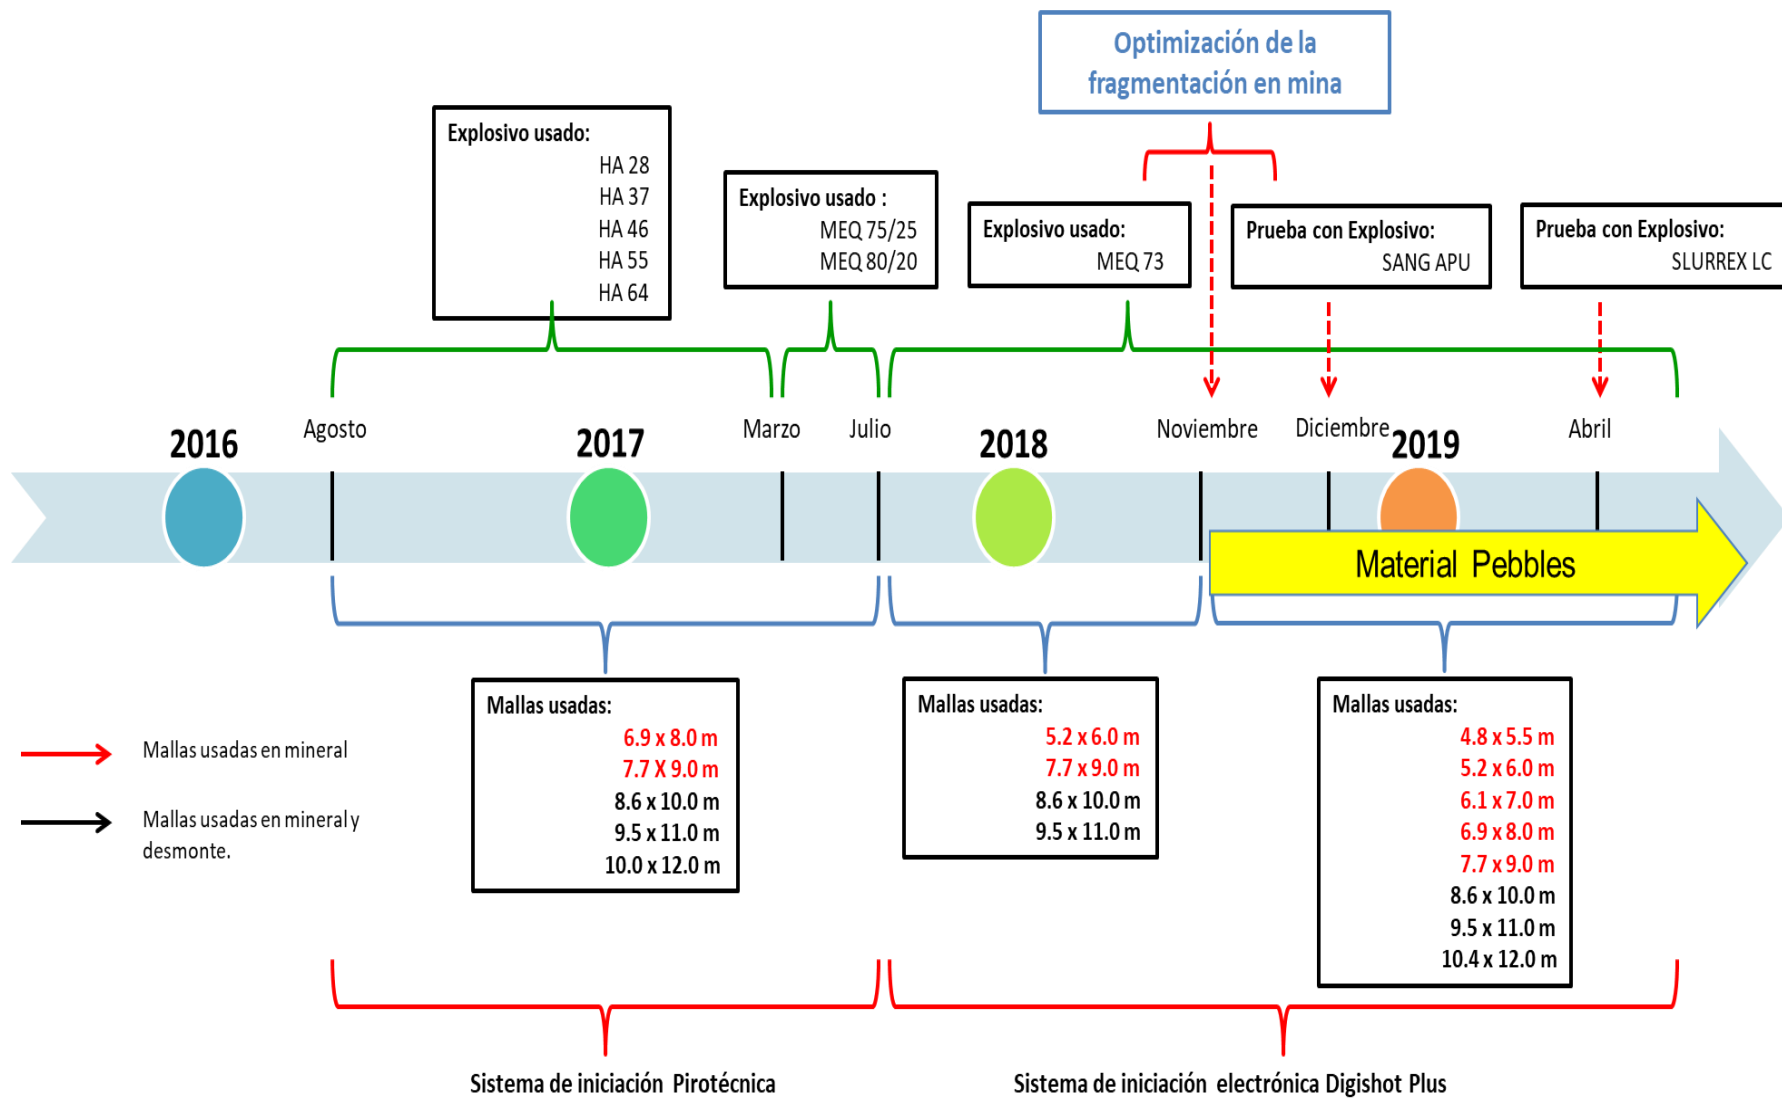 Optimización de la
fragmentación en mina
Explosivo usado:
HA 28
HA 37
HA 46
HA 55
HA 64
Explosivo usado :
MEQ 75/25
MEQ 80/20
Explosivo usado:
MEQ 73
Prueba con Explosivo:
SANG APU
Prueba con Explosivo:
SLURREX LC
2016
Agosto
2017
Marzo
Julio
2018
Noviembre
Diciembre
2019
Abril
Material Pebbles
Mallas usadas en mineral
Mallas usadas en mineral y
desmonte.
Mallas usadas:
6.9 x 8.0 m
7.7 X 9.0 m
8.6 x 10.0 m
9.5 x 11.0 m
10.0 x 12.0 m
Mallas usadas:
5.2 x 6.0 m
7.7 x 9.0 m
8.6 x 10.0 m
9.5 x 11.0 m
Mallas usadas:
4.8 x 5.5 m
5.2 x 6.0 m
6.1 x 7.0 m
6.9 x 8.0 m
7.7 x 9.0 m
8.6 x 10.0 m
9.5 x 11.0 m
10.4 x 12.0 m
Sistema de iniciación Pirotécnica
Sistema de iniciación electrónica Digishot Plus